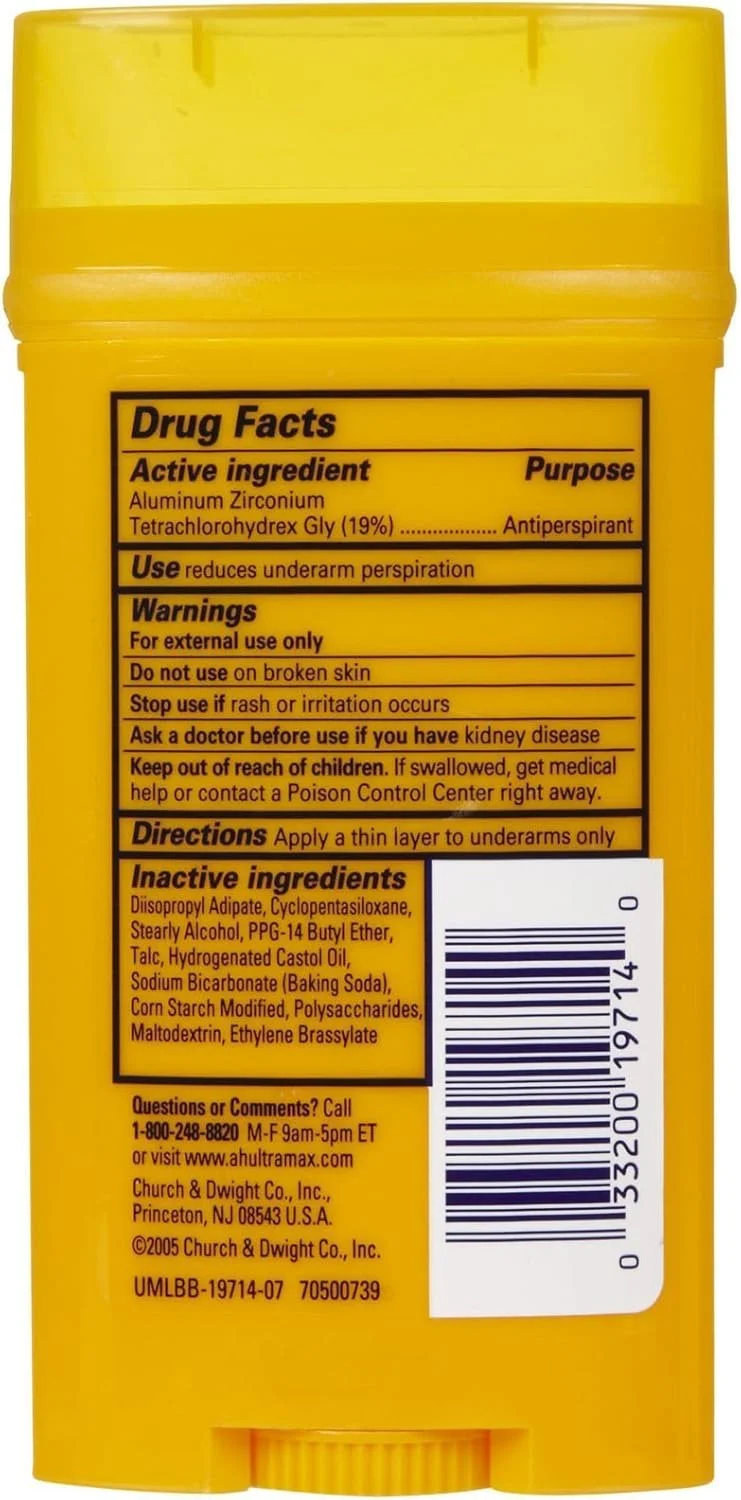 Drug Facts
Active ingredient Purpose
Aluminum Zirconium
Tetrachlorohydrex Gly (19%) .................. Antiperspirant
Use reduces underarm perspiration
Warnings
For external use only
Do not use on broken skin
Stop use if rash or irritation occurs
Ask a doctor before use if you have kidney disease
Keep out of reach of children. If swallowed, get medical
help or contact a Poison Control Center right away.
Directions Apply a thin layer to underarms only
Inactive ingredients
Diisopropyl Adipate, Cyclopentasiloxane,
Stearly Alcohol, PPG-14 Butyl Ether,
Talc, Hydrogenated Castol Oil,
Sodium Bicarbonate (Baking Soda),
Corn Starch Modified, Polysaccharides,
Maltodextrin, Ethylene Brassylate
Questions or Comments? Call
1-800-248-8820 M-F 9am-5pm ET
or visit www.ahultramax.com
Church & Dwight Co., Inc.,
Princeton, NJ 08543 U.S.A.
©2005 Church & Dwight Co., Inc.
UMLBB-19714-07 70500739
0 33200 19714 0